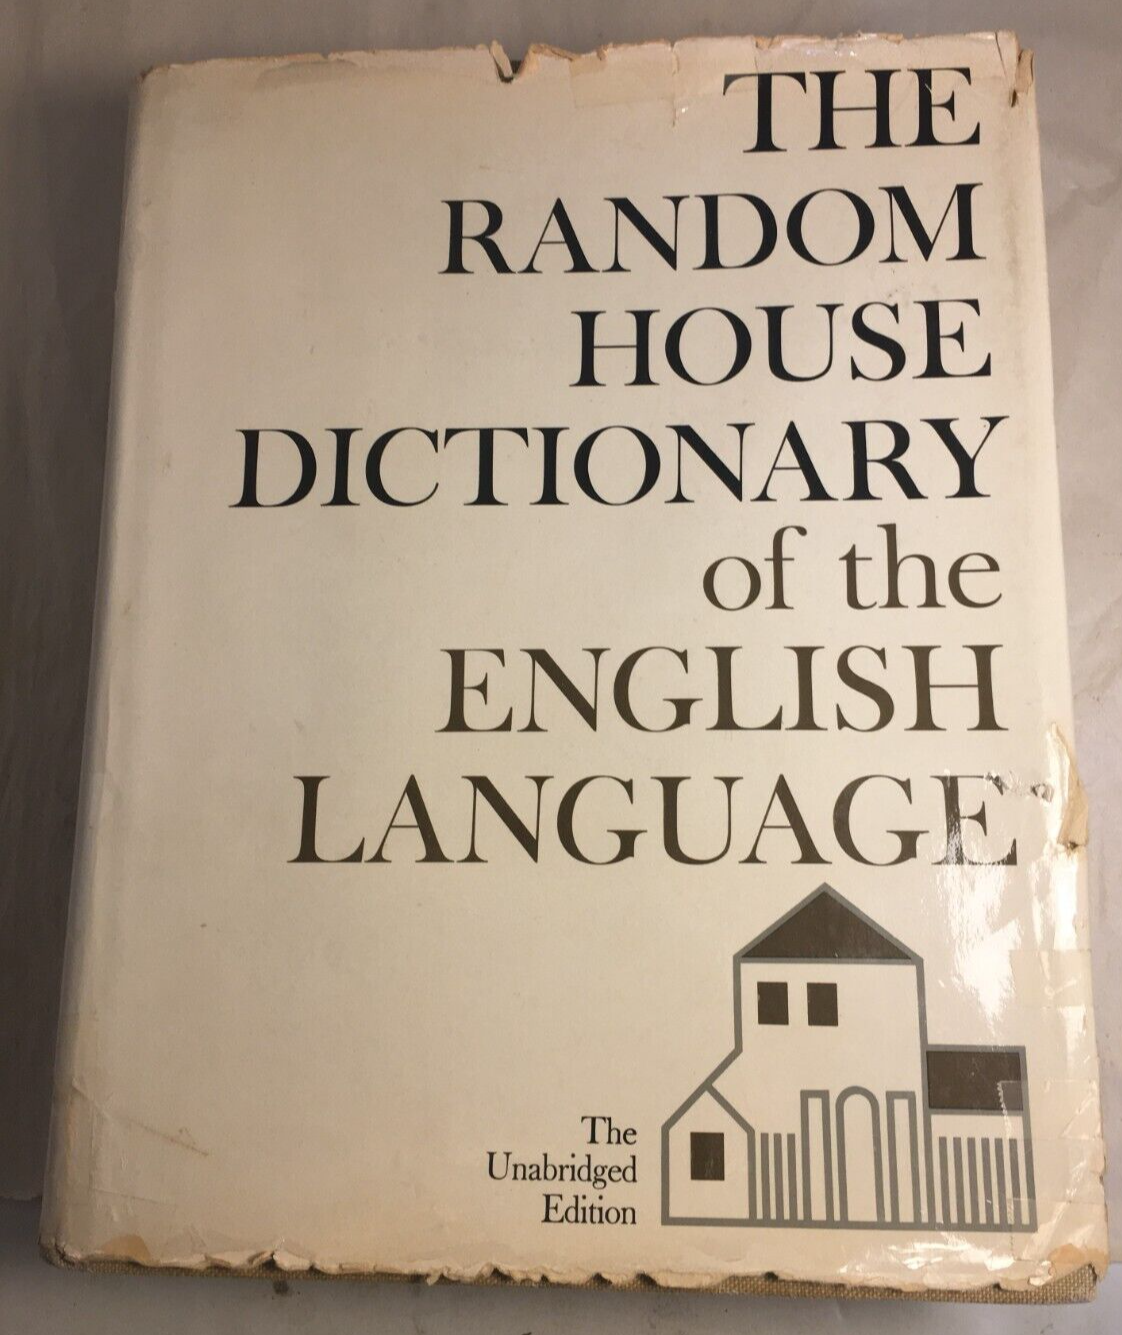 THE
RANDOM
HOUSE
DICTIONARY
of the
ENGLISH
LANGUAGE
The
Unabridged
Edition